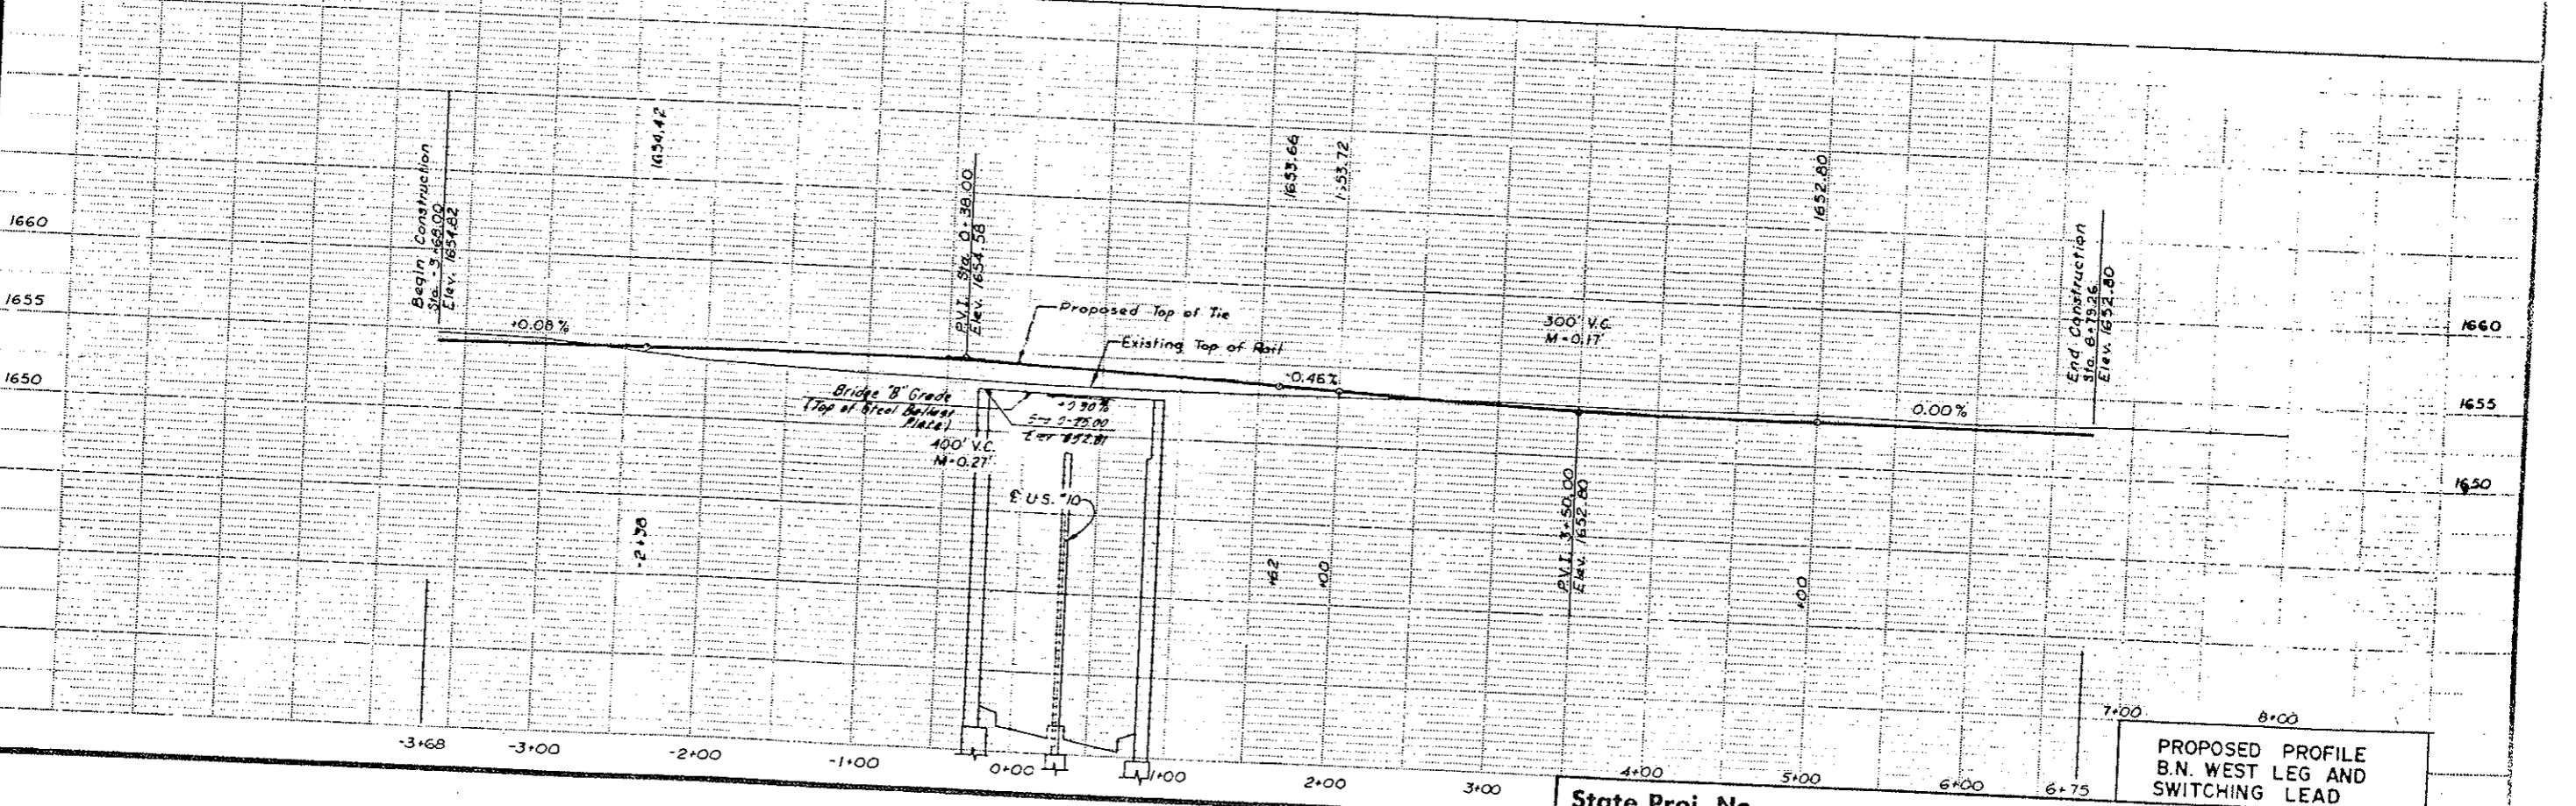 1654.42
1653.66
1653.72
1652.80
Begin Construction
Sta. -3+68.00
Elev. 1654.82
P.V.I. Sta. 0+38.00
Elev. 1654.58
End Construction
Sta. 6+79.26
Elev. 1652.80
1660
1655
1650
-0.08%
Proposed Top of Tie
Existing Top of Rail
300' V.C.
M=0.17'
-0.46%
0.00%
1660
1655
1650
Bridge "B" Grade
(Top of Steel Ballast
Plate)
400' V.C.
M=0.27'
℄ U.S. #10
P.V.I. 3+50.00
Elev. 1652.80
-2+38
+62
+00
+00
-3+68
-3+00
-2+00
-1+00
0+00
1+00
2+00
3+00
4+00
5+00
6+00
6+75
7+00
8+00
PROPOSED PROFILE
B.N. WEST LEG AND
SWITCHING LEAD
State Proj. No.